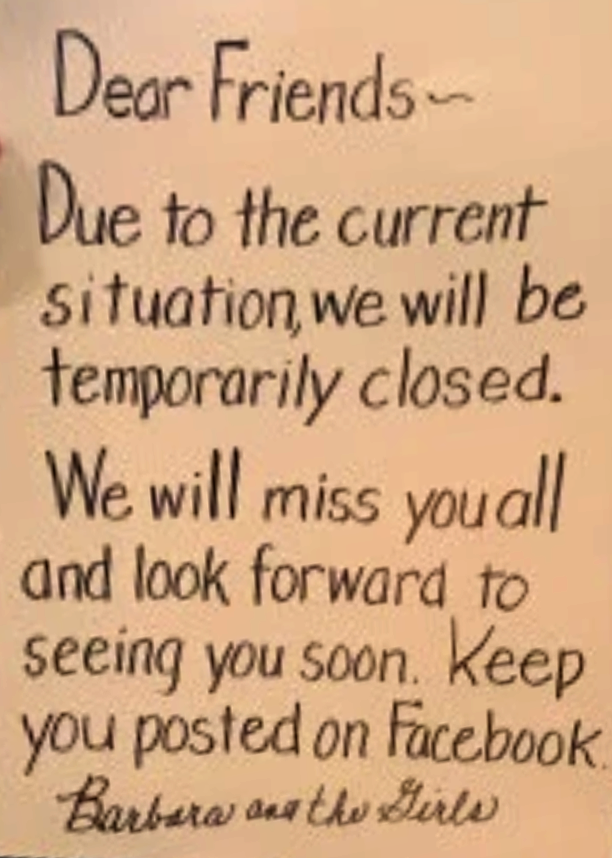 Dear Friends~
Due to the current
situation, we will be
temporarily closed.
We will miss you all
and look forward to
seeing you soon. Keep
you posted on Facebook.
Barbara and the Girls